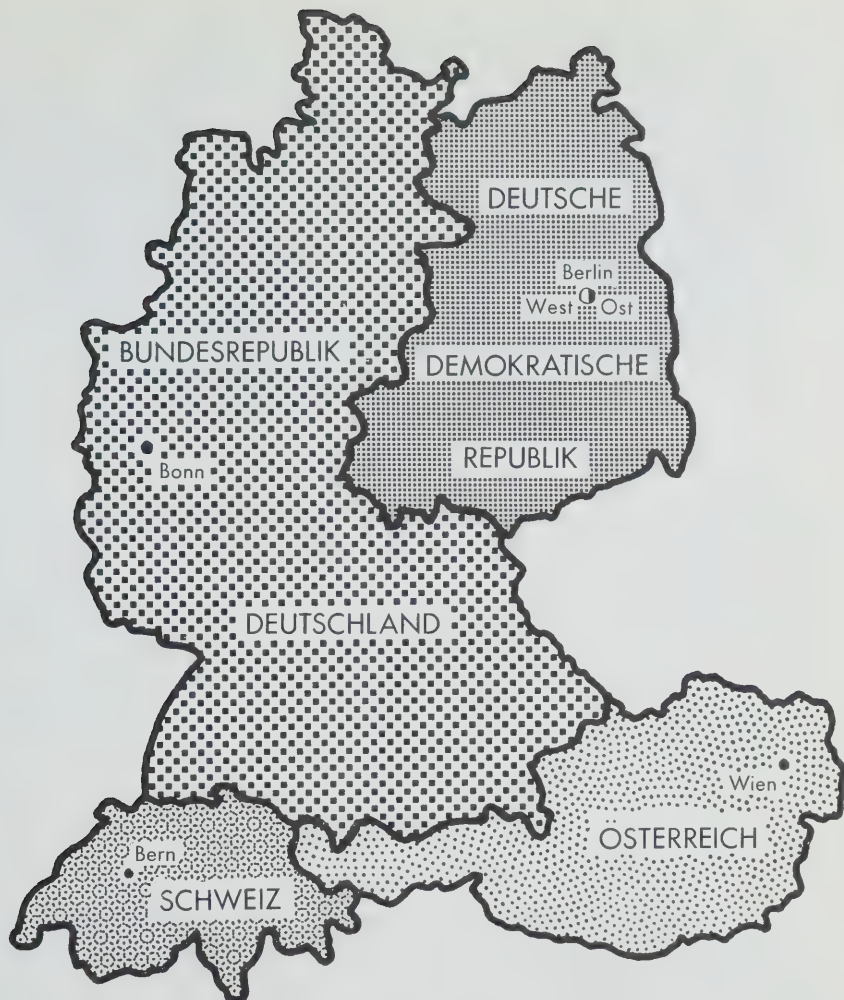 DEUTSCHE
Berlin
West Ost
BUNDESREPUBLIK
DEMOKRATISCHE
REPUBLIK
Bonn
DEUTSCHLAND
Wien
ÖSTERREICH
Bern
SCHWEIZ